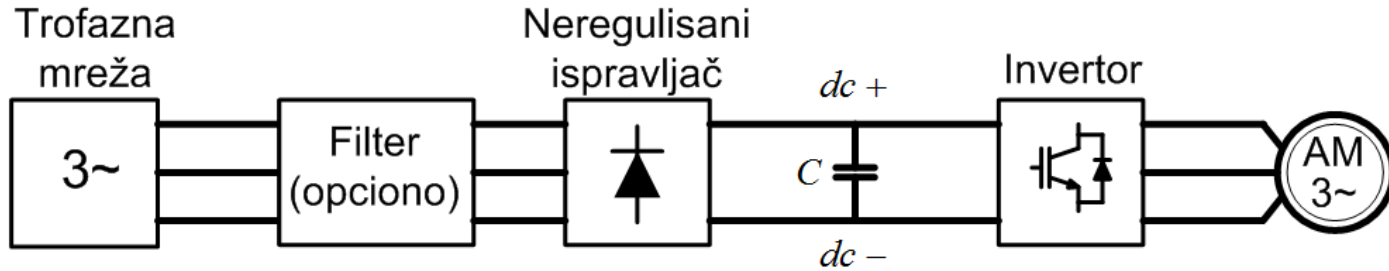 Trofazna
mreža
3~
Filter
(opciono)
Neregulisani
ispravljač
dc +
C
dc −
Invertor
AM
3~